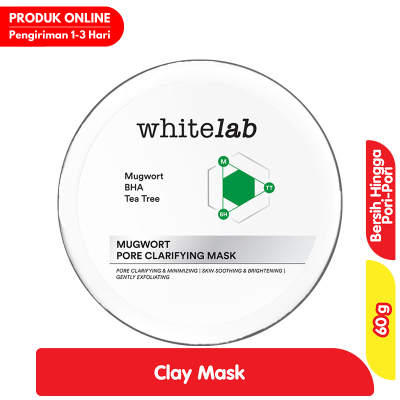 PRODUK ONLINE
Pengiriman 1-3 Hari
whitelab
Mugwort
BHA
Tea Tree
M
TT
BH
MUGWORT
PORE CLARIFYING MASK
PORE CLARIFYING & MINIMIZING | SKIN SOOTHING & BRIGHTENING |
GENTLY EXFOLIATING
Bersih Hingga
Pori-Pori
60g
Clay Mask